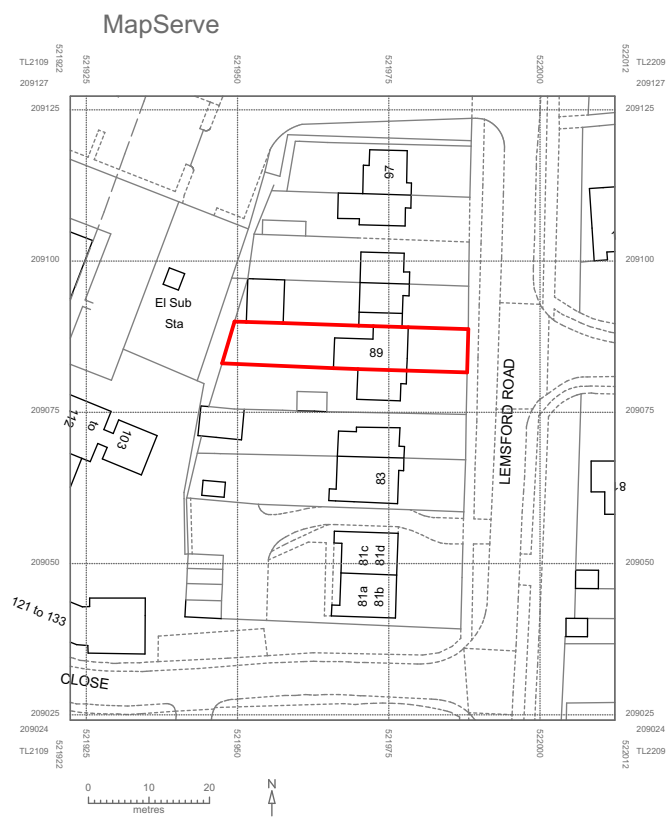 MapServe
521922
521925
521950
521975
522000
522012
TL2109
TL2209
209127
209127
209125
209125
97
209100
209100
El Sub
Sta
89
LEMSFORD ROAD
209075
209075
112
to
103
83
81
209050
209050
81c
81d
81a
81b
121 to 133
CLOSE
209025
209025
209024
209024
TL2109
TL2209
521922
521925
521950
521975
522000
522012
0 10 20
metres
N